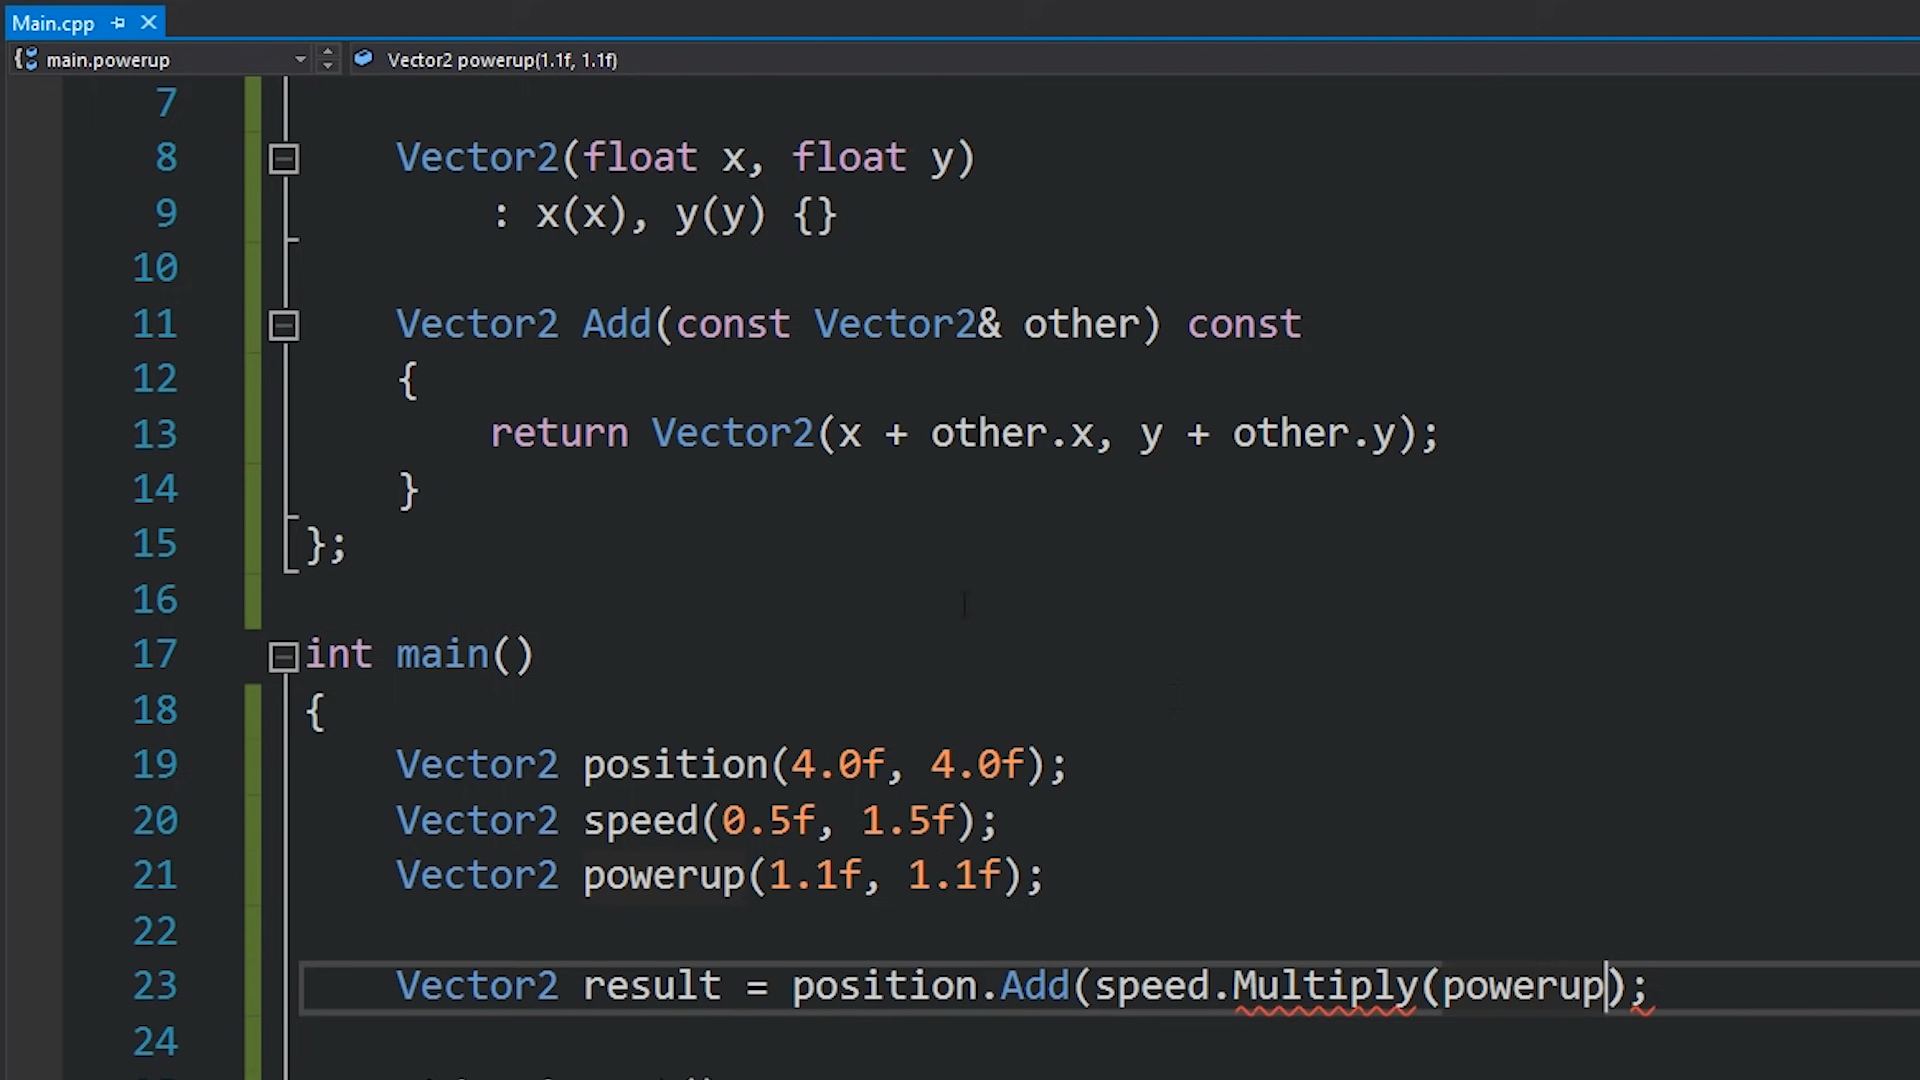 Main.cpp
main.powerup
Vector2 powerup(1.1f, 1.1f)
7
8 Vector2(float x, float y)
9 : x(x), y(y) {}
10
11 Vector2 Add(const Vector2& other) const
12 {
13 return Vector2(x + other.x, y + other.y);
14 }
15 };
16
17 int main()
18 {
19 Vector2 position(4.0f, 4.0f);
20 Vector2 speed(0.5f, 1.5f);
21 Vector2 powerup(1.1f, 1.1f);
22
23 Vector2 result = position.Add(speed.Multiply(powerup);
24